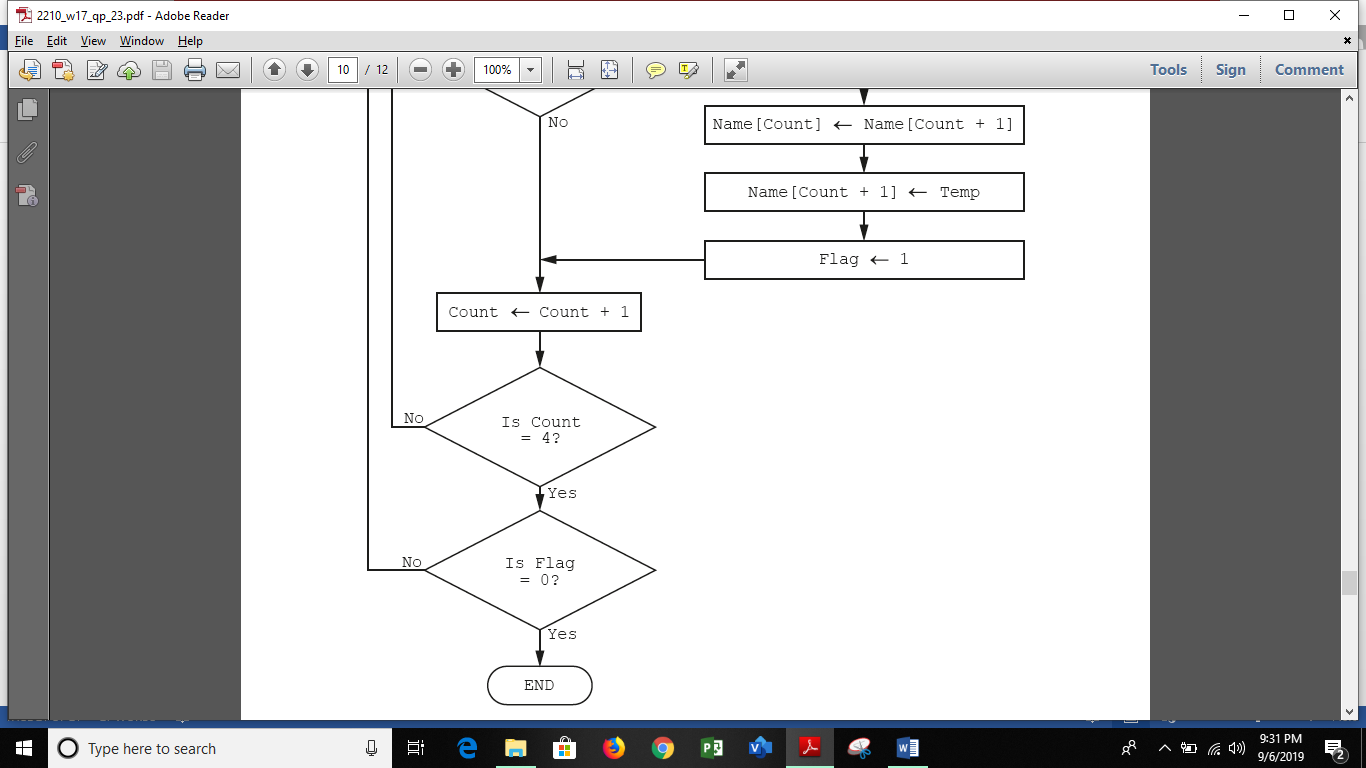 2210_w17_qp_23.pdf - Adobe Reader
File Edit View Window Help
10 / 12 100% Tools Sign Comment
No
Name[Count] ← Name[Count + 1]
Name[Count + 1] ← Temp
Flag ← 1
Count ← Count + 1
No
Is Count
= 4?
Yes
No
Is Flag
= 0?
Yes
END
Type here to search
9:31 PM
9/6/2019
2